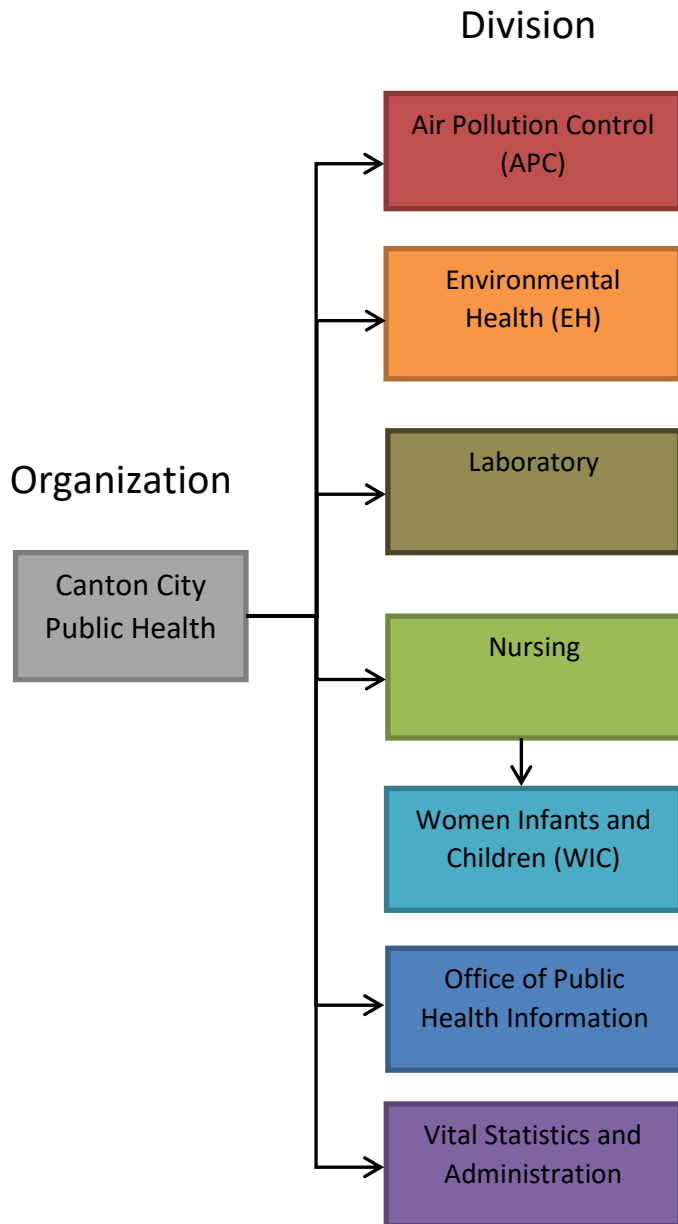 Division
Air Pollution Control
(APC)
Environmental
Health (EH)
Laboratory
Organization
Canton City
Public Health
Nursing
Women Infants and
Children (WIC)
Office of Public
Health Information
Vital Statistics and
Administration